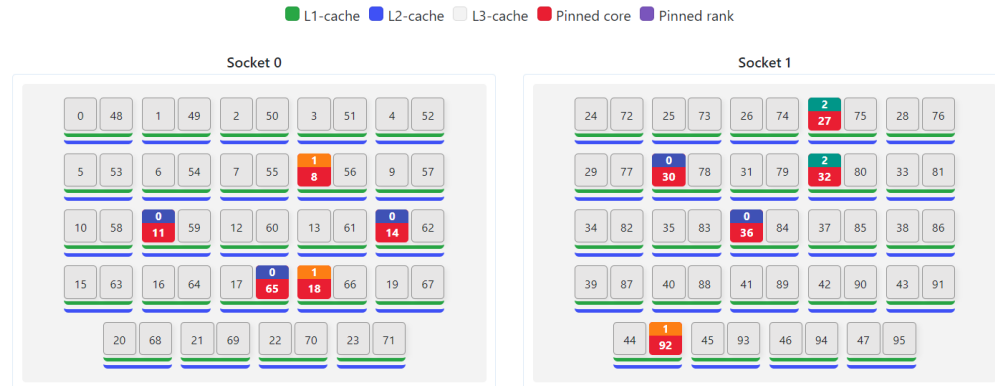 L1-cache L2-cache L3-cache Pinned core Pinned rank
Socket 0
0 48 1 49 2 50 3 51 4 52
1
5 53 6 54 7 55 8 56 9 57
0 0
10 58 11 59 12 60 13 61 14 62
0 1
15 63 16 64 17 65 18 66 19 67
20 68 21 69 22 70 23 71
Socket 1
2
24 72 25 73 26 74 27 75 28 76
0 2
29 77 30 78 31 79 32 80 33 81
0
34 82 35 83 36 84 37 85 38 86
39 87 40 88 41 89 42 90 43 91
1
44 92 45 93 46 94 47 95